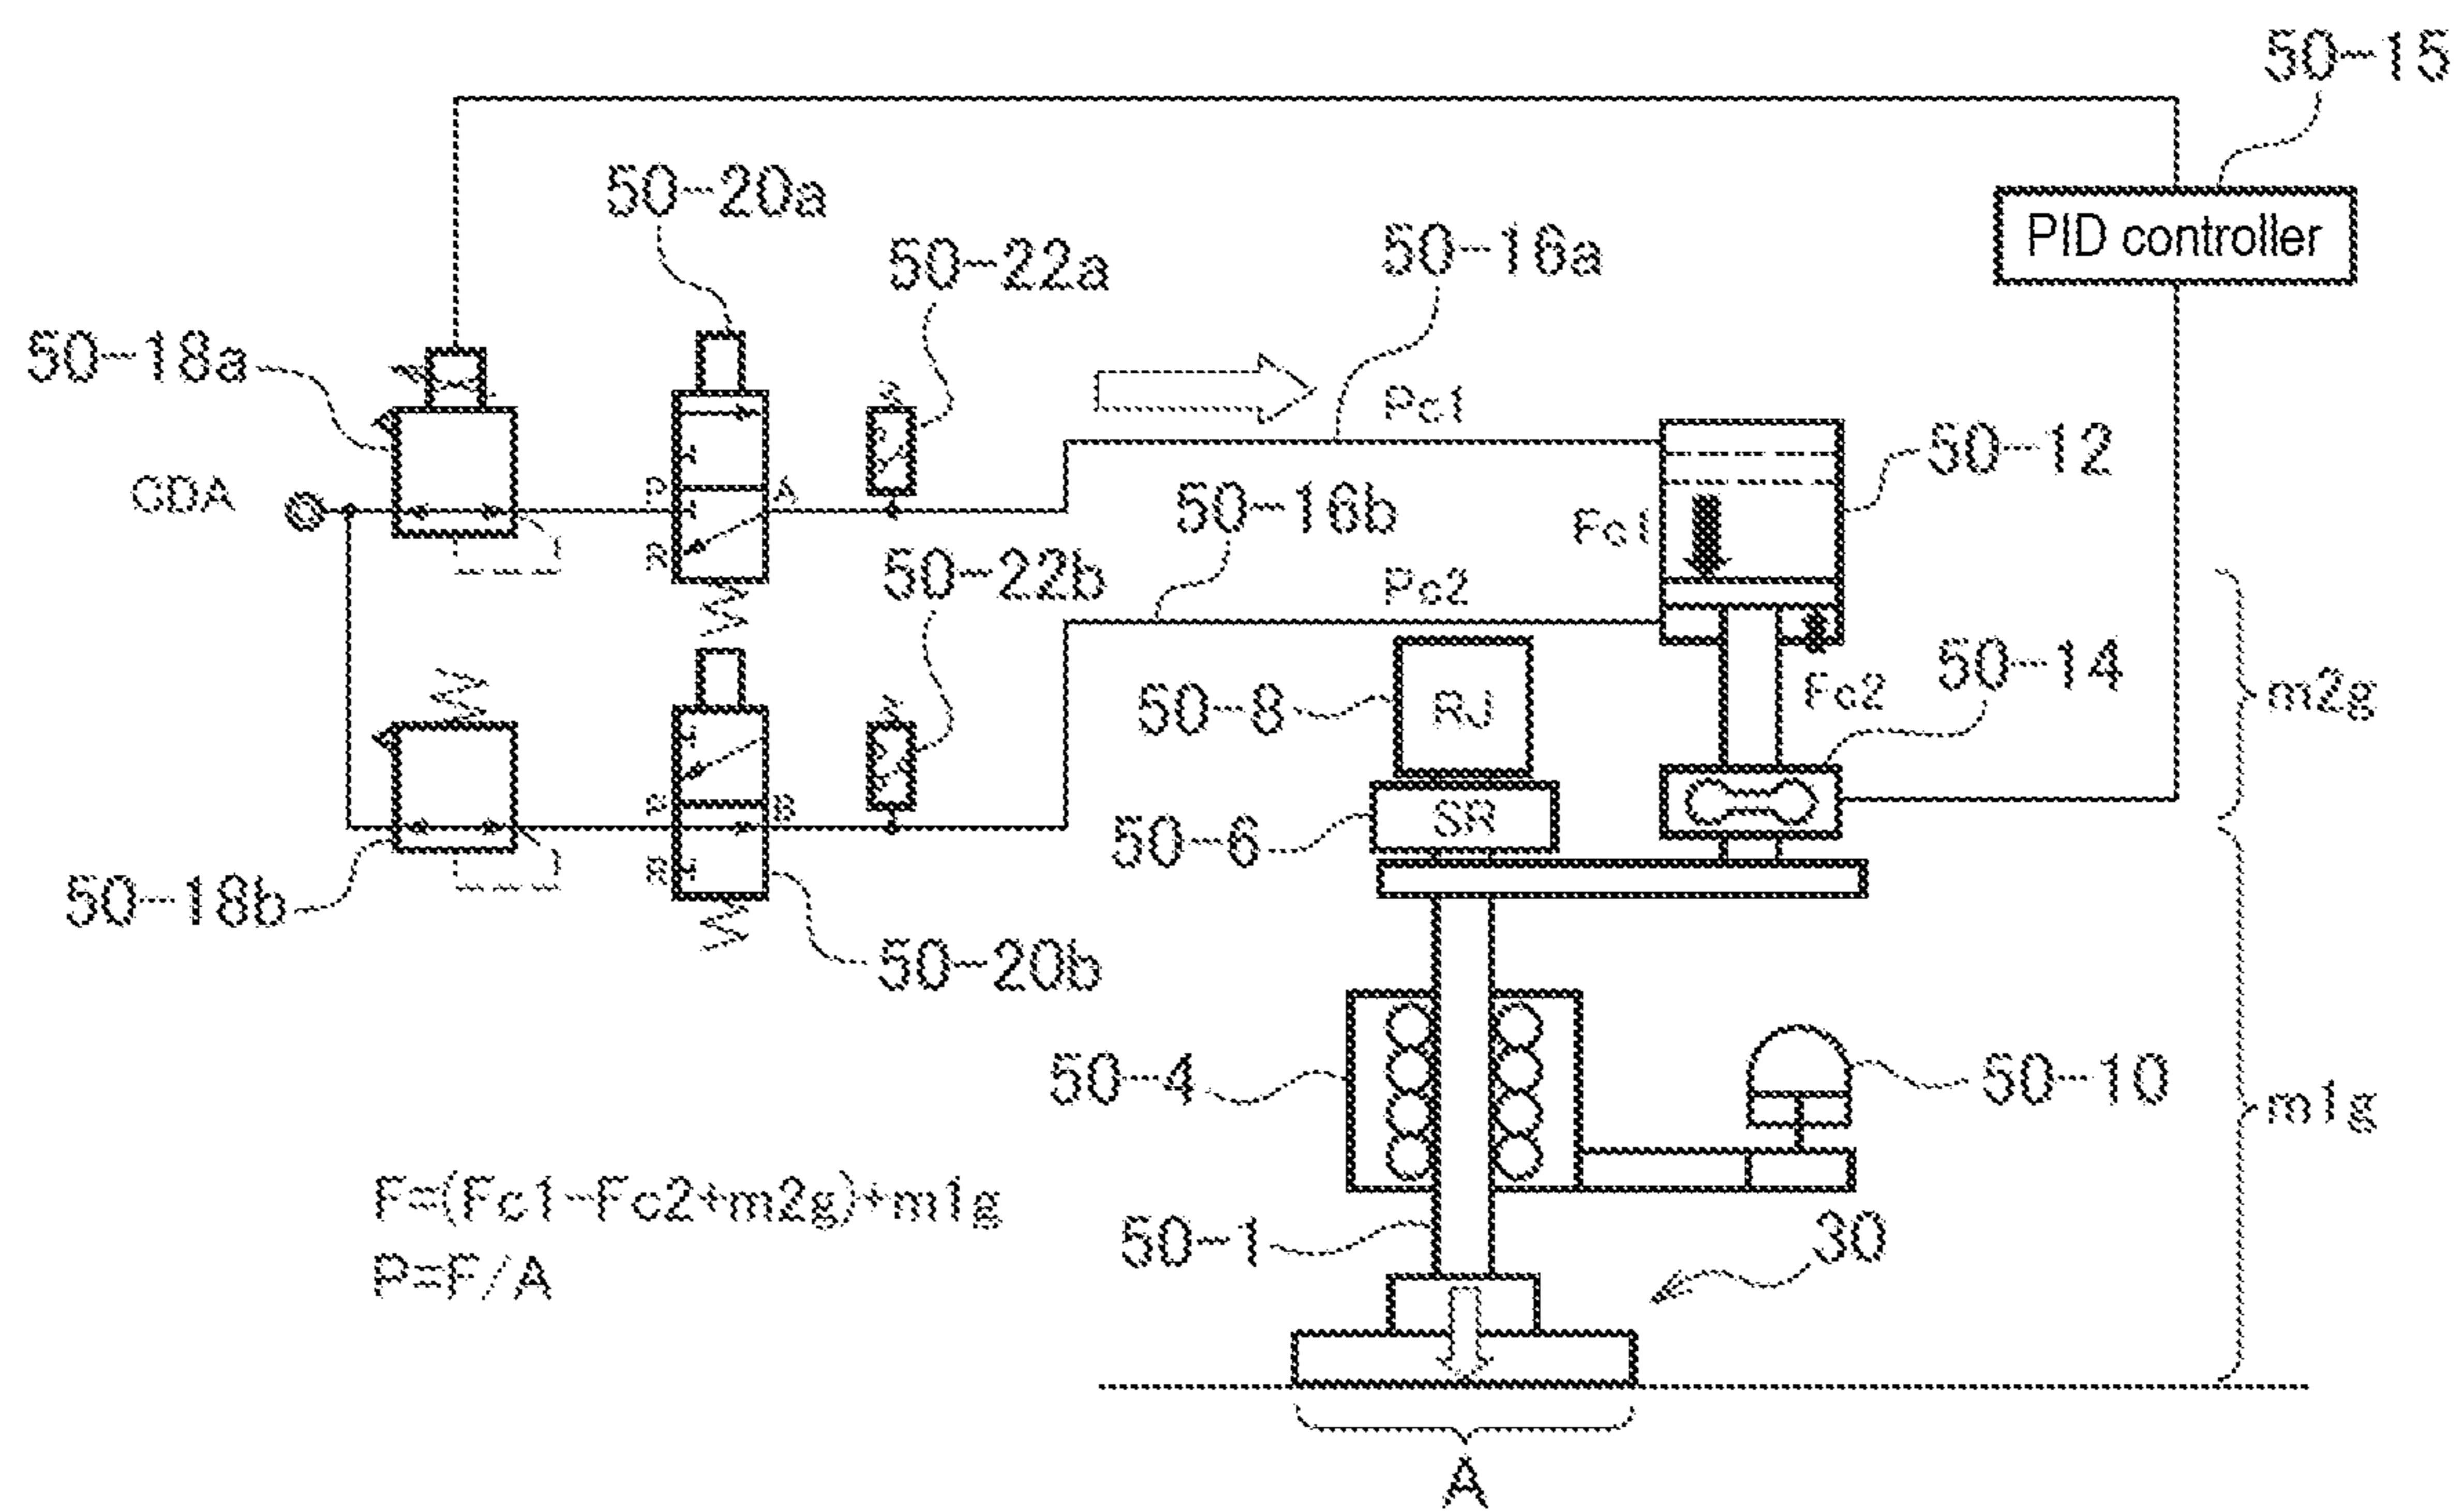 50-15
50-20a
PID controller
50-22a
50-16a
50-18a
Pc1
50-12
CDA
P
A
50-16b
Fc1
R
50-22b
Pc2
50-14
50-8
RJ
Fc2
m2g
B
50-6
SR
R
50-18b
50-20b
50-4
50-10
m1g
F=(Fc1-Fc2+m2g)+m1g
50-1
30
P=F/A
A